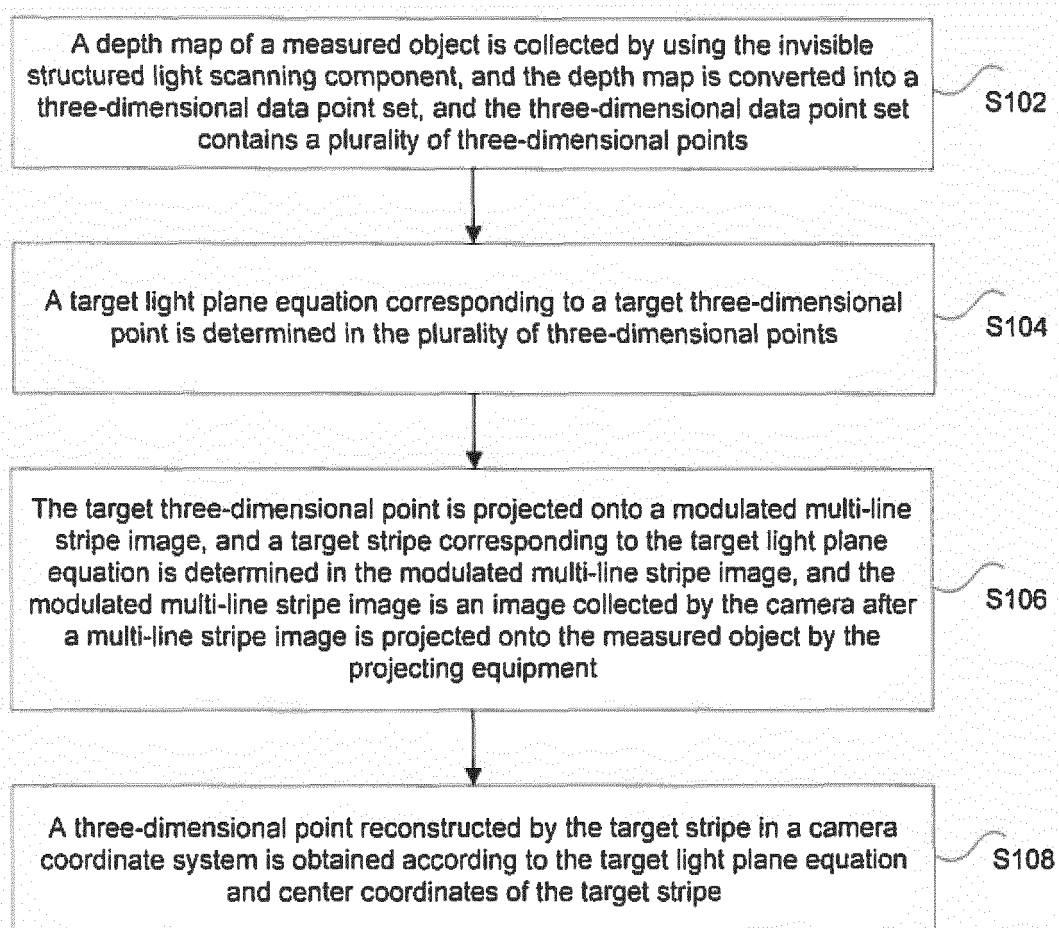 A depth map of a measured object is collected by using the invisible
structured light scanning component, and the depth map is converted into a
three-dimensional data point set, and the three-dimensional data point set
contains a plurality of three-dimensional points
S102
A target light plane equation corresponding to a target three-dimensional
point is determined in the plurality of three-dimensional points
S104
The target three-dimensional point is projected onto a modulated multi-line
stripe image, and a target stripe corresponding to the target light plane
equation is determined in the modulated multi-line stripe image, and the
modulated multi-line stripe image is an image collected by the camera after
a multi-line stripe image is projected onto the measured object by the
projecting equipment
S106
A three-dimensional point reconstructed by the target stripe in a camera
coordinate system is obtained according to the target light plane equation
and center coordinates of the target stripe
S108